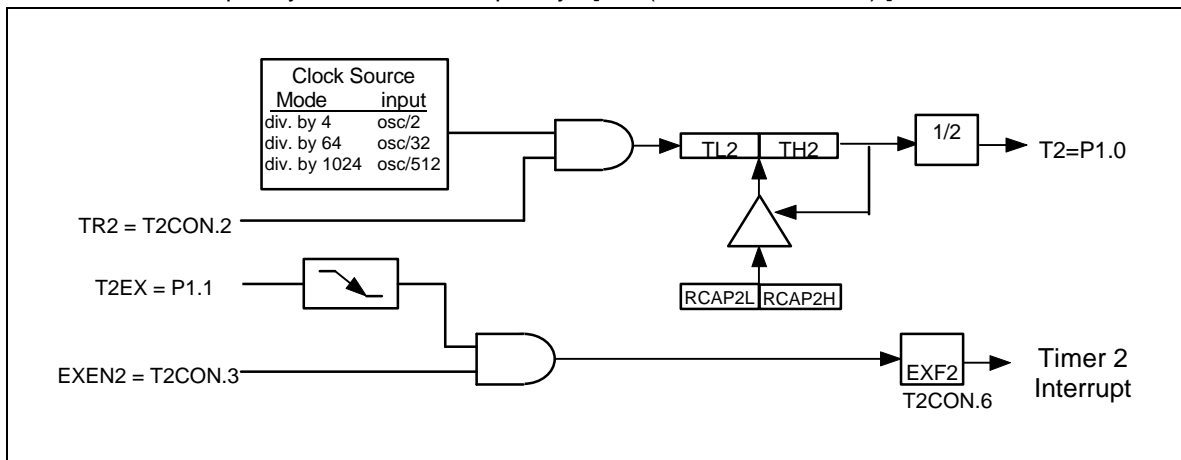 Clock Source
Mode input
div. by 4 osc/2
div. by 64 osc/32
div. by 1024 osc/512
TL2 TH2
1/2
T2=P1.0
TR2 = T2CON.2
T2EX = P1.1
RCAP2L RCAP2H
EXEN2 = T2CON.3
EXF2
T2CON.6
Timer 2
Interrupt